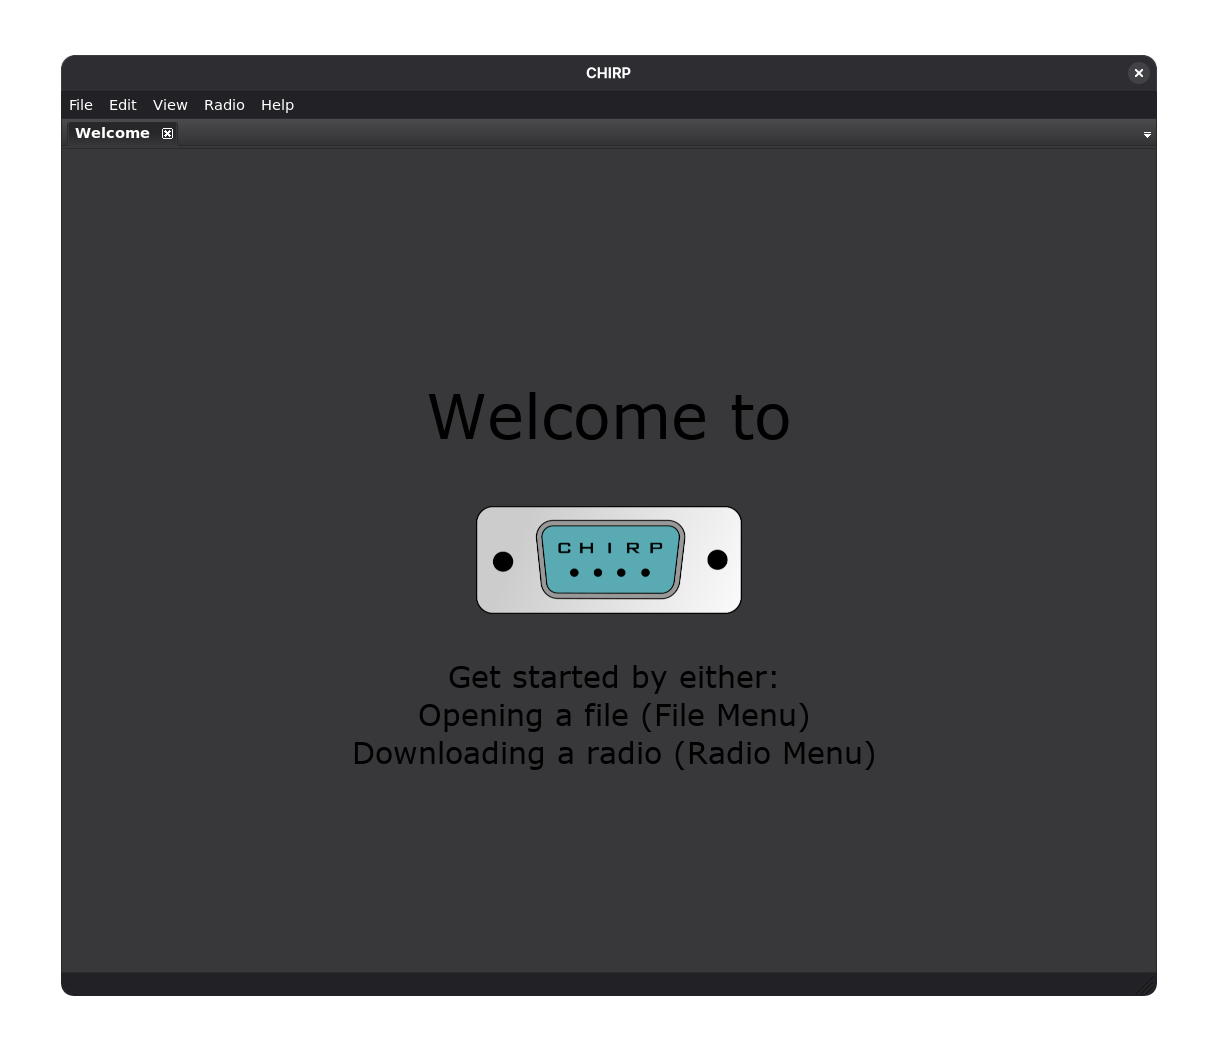 CHIRP
File Edit View Radio Help
Welcome
Welcome to
CHIRP
Get started by either:
Opening a file (File Menu)
Downloading a radio (Radio Menu)